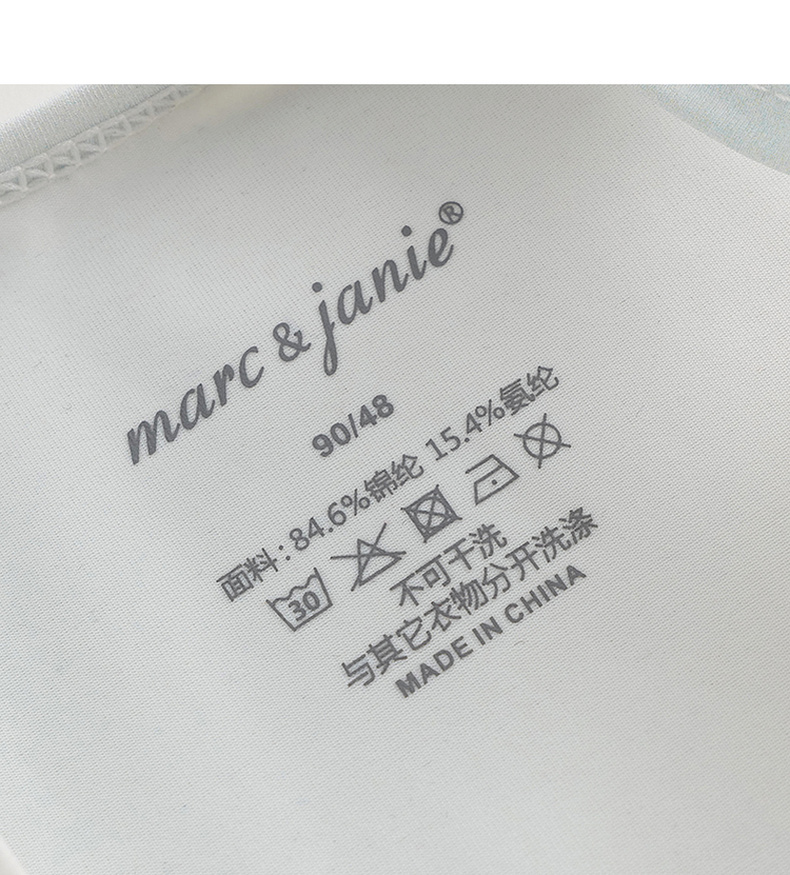 marc & janie®
90/48
面料:84.6%锦纶 15.4%氨纶
30
不可干洗
与其它衣物分开洗涤
MADE IN CHINA